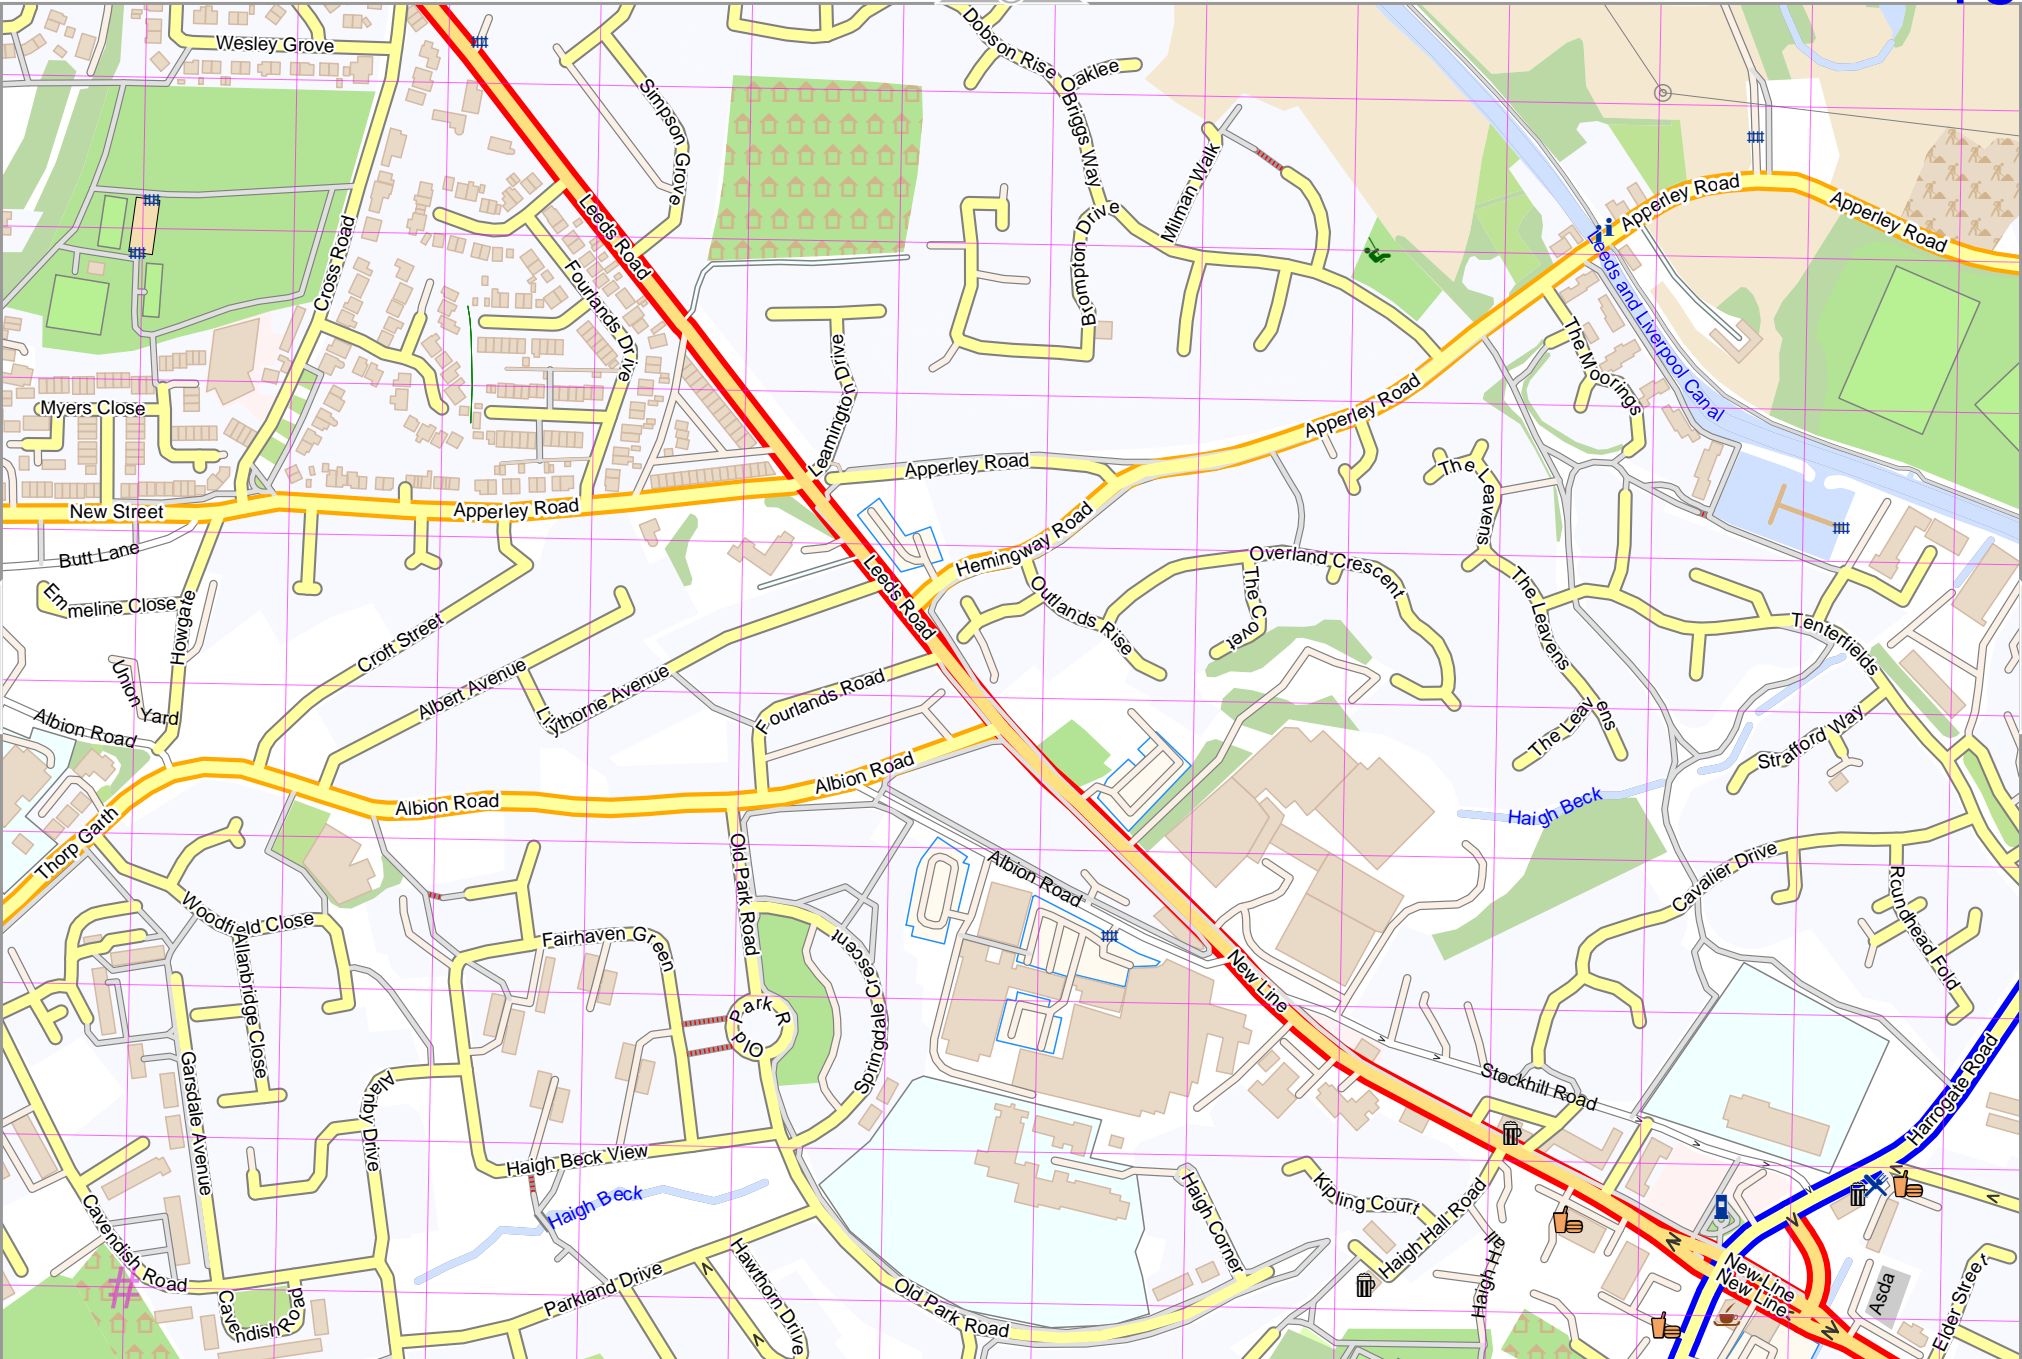 Wesley Grove
Dobson Rise
Oaklee
Simpson Grove
Briggs Way
Millman Walk
Apperley Road
Apperley Road
Leeds Road
Cross Road
Brompton Drive
Fourlands Drive
Leeds and Liverpool Canal
The Moorings
Leamington Drive
Myers Close
Apperley Road
Apperley Road
The Leavens
New Street
Apperley Road
Hemingway Road
Butt Lane
Overland Crescent
Leeds Road
Emmeline Close
Howgate
Outlands Rise
The Covet
The Leavens
Tenterfields
Croft Street
Union Yard
Albert Avenue
Lythorne Avenue
Fourlands Road
Albion Road
The Leavens
Strafford Way
Albion Road
Albion Road
Haigh Beck
Thorp Garth
Old Park Road
Albion Road
Cavalier Drive
Roundhead Fold
Woodfield Close
Allanbridge Close
Fairhaven Green
Springdale Crescent
New Line
Old Park R
Garsdale Avenue
Alanby Drive
Stockhill Road
Harrogate Road
Haigh Beck View
Haigh Beck
Haigh Corner
Kipling Court
Haigh Hall Road
Haigh Hall
Cavendish Road
Hawthorn Drive
Parkland Drive
Old Park Road
Cavendish Road
New Line
New Line
Asda
Elder Street